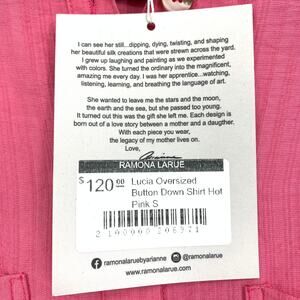 I can see her still...dipping, dying, twisting, and shaping
her beautiful silk creations that were strewn across the yard.
I grew up laughing and painting as we experimented
with colors. She turned the ordinary into the magnificent,
amazing me every day. I was her apprentice...watching,
listening, learning, and breathing the language of art.
She wanted to leave me the stars and the moon,
the earth and the sea, but she passed too young.
It turned out this was the gift she left me. Each design is
born out of a love story between a mother and a daughter.
With each piece you wear,
the legacy of my mother lives on.
Love,
Arianne
RAMONA LARUE
$120.00
Lucia Oversized
Button Down Shirt Hot
Pink S
ramonalaruebyarianne
@ramonalarue